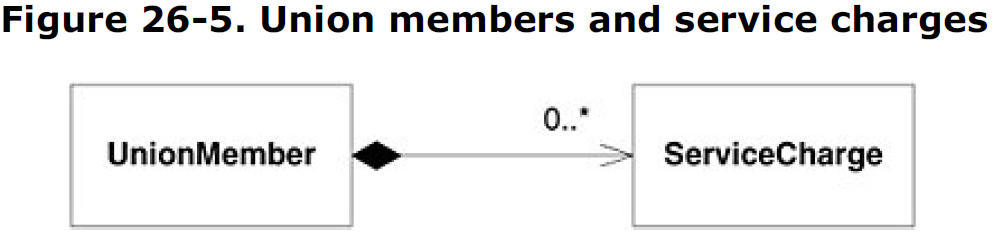 Figure 26-5. Union members and service charges
0..*
UnionMember
ServiceCharge